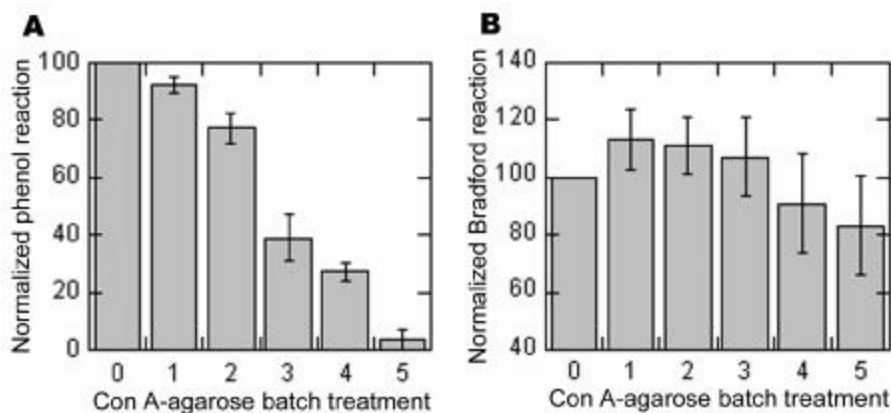 A
Normalized phenol reaction
100
80
60
40
20
0
0 1 2 3 4 5
Con A-agarose batch treatment
B
Normalized Bradford reaction
140
120
100
80
60
40
0 1 2 3 4 5
Con A-agarose batch treatment